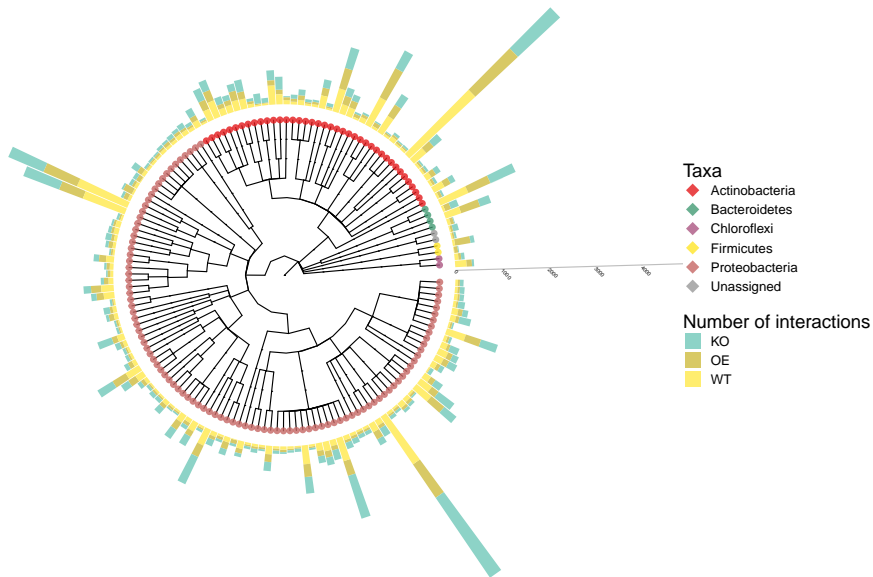 Taxa
Actinobacteria
Bacteroidetes
Chloroflexi
Firmicutes
Proteobacteria
Unassigned
0
1000
2000
3000
4000
Number of interactions
KO
OE
WT